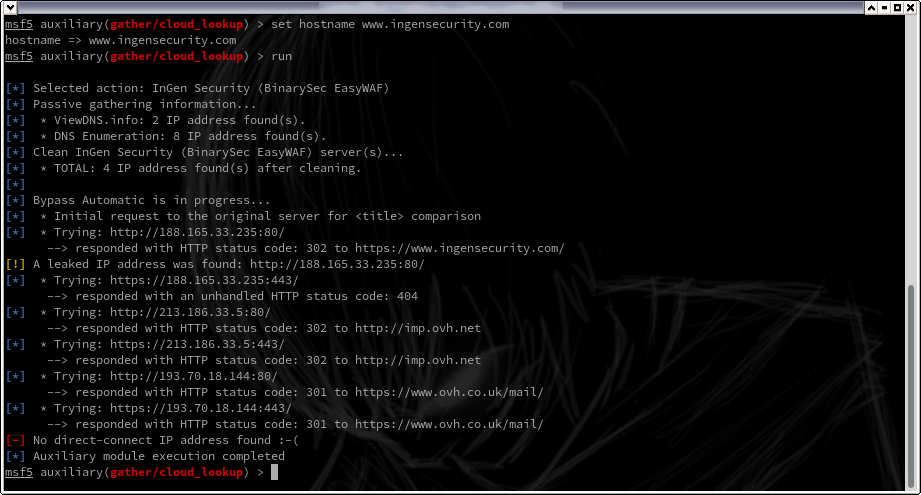 msf5 auxiliary(gather/cloud_lookup) > set hostname www.ingensecurity.com
hostname => www.ingensecurity.com
msf5 auxiliary(gather/cloud_lookup) > run
[*] Selected action: InGen Security (BinarySec EasyWAF)
[*] Passive gathering information...
[*]  * ViewDNS.info: 2 IP address found(s).
[*]  * DNS Enumeration: 8 IP address found(s).
[*] Clean InGen Security (BinarySec EasyWAF) server(s)...
[*]  * TOTAL: 4 IP address found(s) after cleaning.
[*]
[*] Bypass Automatic is in progress...
[*]  * Initial request to the original server for <title> comparison
[*]  * Trying: http://188.165.33.235:80/
      --> responded with HTTP status code: 302 to https://www.ingensecurity.com/
[!] A leaked IP address was found: http://188.165.33.235:80/
[*]  * Trying: https://188.165.33.235:443/
      --> responded with an unhandled HTTP status code: 404
[*]  * Trying: http://213.186.33.5:80/
      --> responded with HTTP status code: 302 to http://imp.ovh.net
[*]  * Trying: https://213.186.33.5:443/
      --> responded with HTTP status code: 302 to http://imp.ovh.net
[*]  * Trying: http://193.70.18.144:80/
      --> responded with HTTP status code: 301 to https://www.ovh.co.uk/mail/
[*]  * Trying: https://193.70.18.144:443/
      --> responded with HTTP status code: 301 to https://www.ovh.co.uk/mail/
[-] No direct-connect IP address found :-(
[*] Auxiliary module execution completed
msf5 auxiliary(gather/cloud_lookup) >